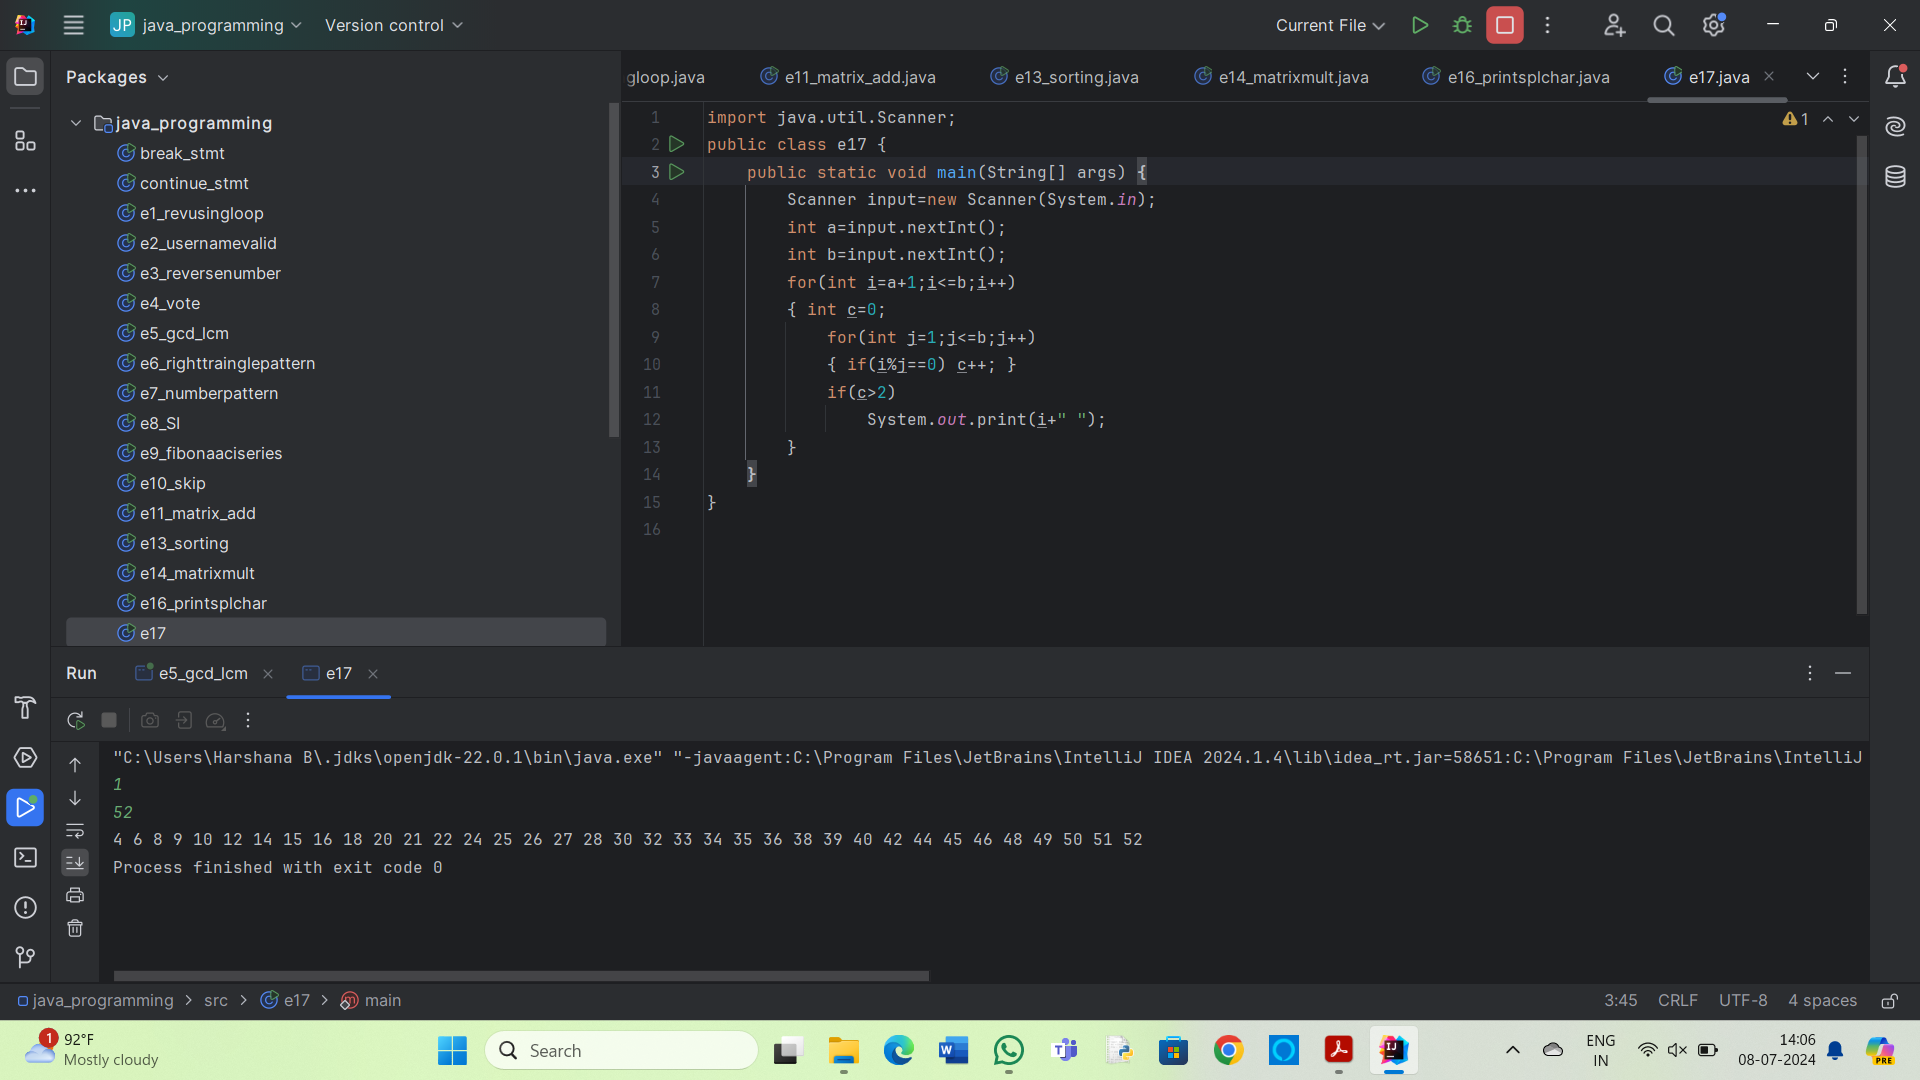 JP java_programming Version control Current File
Packages
java_programming
break_stmt
continue_stmt
e1_revusingloop
e2_usernamevalid
e3_reversenumber
e4_vote
e5_gcd_lcm
e6_righttrainglepattern
e7_numberpattern
e8_SI
e9_fibonaaciseries
e10_skip
e11_matrix_add
e13_sorting
e14_matrixmult
e16_printsplchar
e17
gloop.java e11_matrix_add.java e13_sorting.java e14_matrixmult.java e16_printsplchar.java e17.java
1
1 import java.util.Scanner;
2 public class e17 {
3 public static void main(String[] args) {
4 Scanner input=new Scanner(System.in);
5 int a=input.nextInt();
6 int b=input.nextInt();
7 for(int i=a+1;i<=b;i++)
8 { int c=0;
9 for(int j=1;j<=b;j++)
10 { if(i%j==0) c++; }
11 if(c>2)
12 System.out.print(i+" ");
13 }
14 }
15 }
16
Run e5_gcd_lcm e17
"C:\Users\Harshana B\.jdks\openjdk-22.0.1\bin\java.exe" "-javaagent:C:\Program Files\JetBrains\IntelliJ IDEA 2024.1.4\lib\idea_rt.jar=58651:C:\Program Files\JetBrains\IntelliJ
1
52
4 6 8 9 10 12 14 15 16 18 20 21 22 24 25 26 27 28 30 32 33 34 35 36 38 39 40 42 44 45 46 48 49 50 51 52
Process finished with exit code 0
java_programming > src > e17 > main
3:45 CRLF UTF-8 4 spaces
1 92°F
Mostly cloudy
Search
ENG
IN
14:06
08-07-2024
PRE